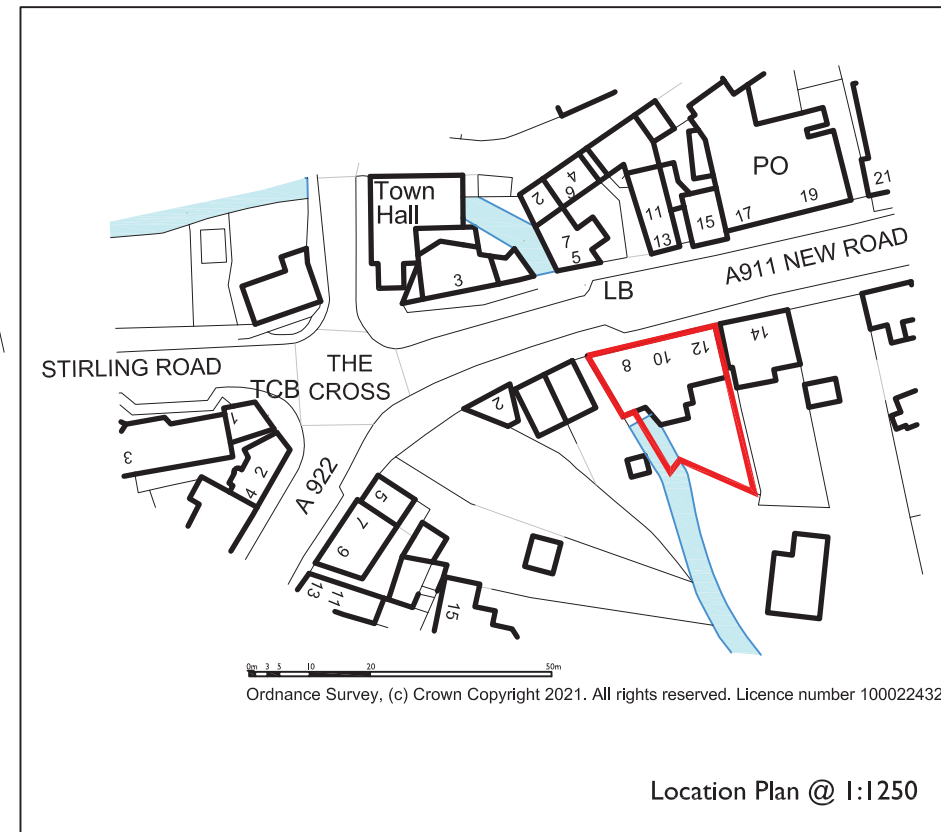 Town
Hall
3
2
4
6
7
5
11
13
15
PO
17
19
21
A911 NEW ROAD
LB
STIRLING ROAD
THE
CROSS
TCB
8
10
12
14
2
1
3
2
4
A 922
5
7
9
13
11
15
0m 3 5 10 20 50m
Ordnance Survey, (c) Crown Copyright 2021. All rights reserved. Licence number 100022432
Location Plan @ 1:1250